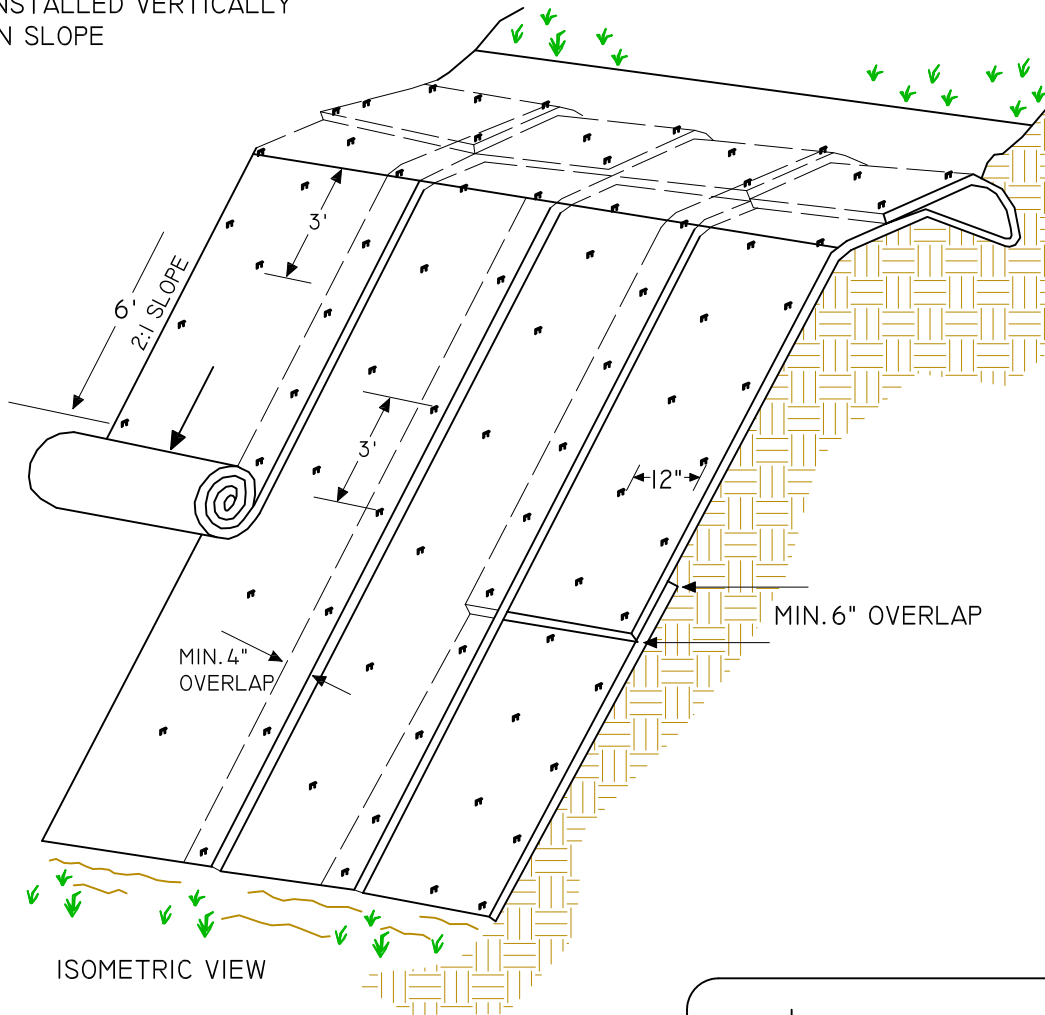 NSTALLED VERTICALLY
N SLOPE
3'
6'
2:1 SLOPE
3'
12"
MIN. 6" OVERLAP
MIN. 4"
OVERLAP
ISOMETRIC VIEW